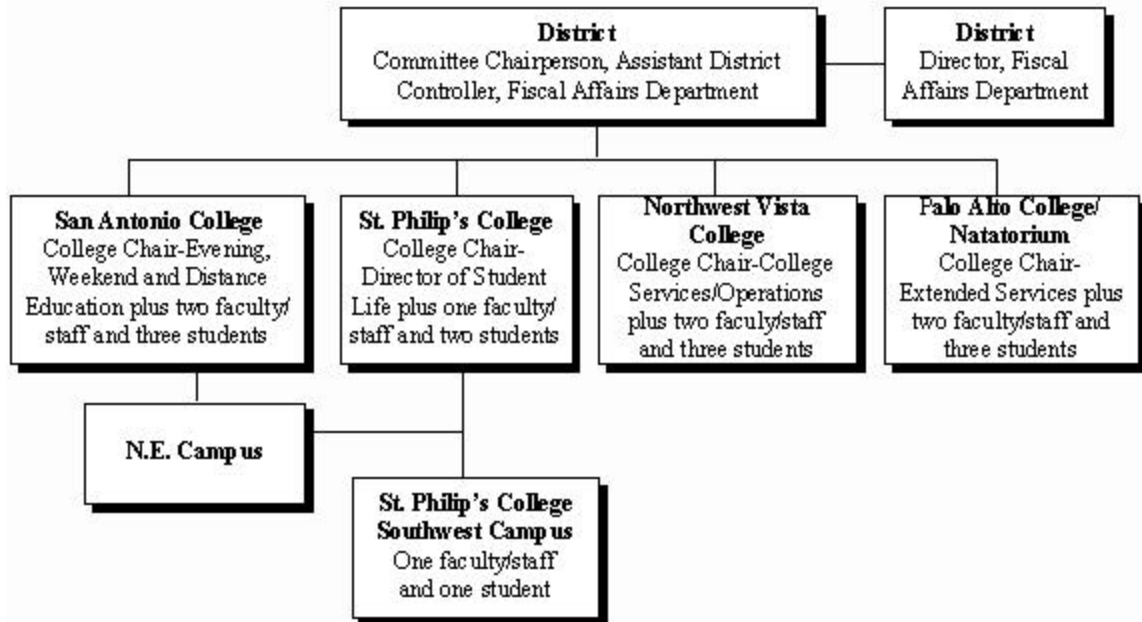 District
Committee Chairperson, Assistant District
Controller, Fiscal Affairs Department
District
Director, Fiscal
Affairs Department
San Antonio College
College Chair-Evening,
Weekend and Distance
Education plus two faculty/
staff and three students
St. Philip's College
College Chair-
Director of Student
Life plus one faculty/
staff and two students
Northwest Vista
College
College Chair-College
Services/Operations
plus two faculy/staff
and three students
Palo Alto College/
Natatorium
College Chair-
Extended Services plus
two faculty/staff and
three students
N.E. Campus
St. Philip's College
Southwest Campus
One faculty/staff
and one student